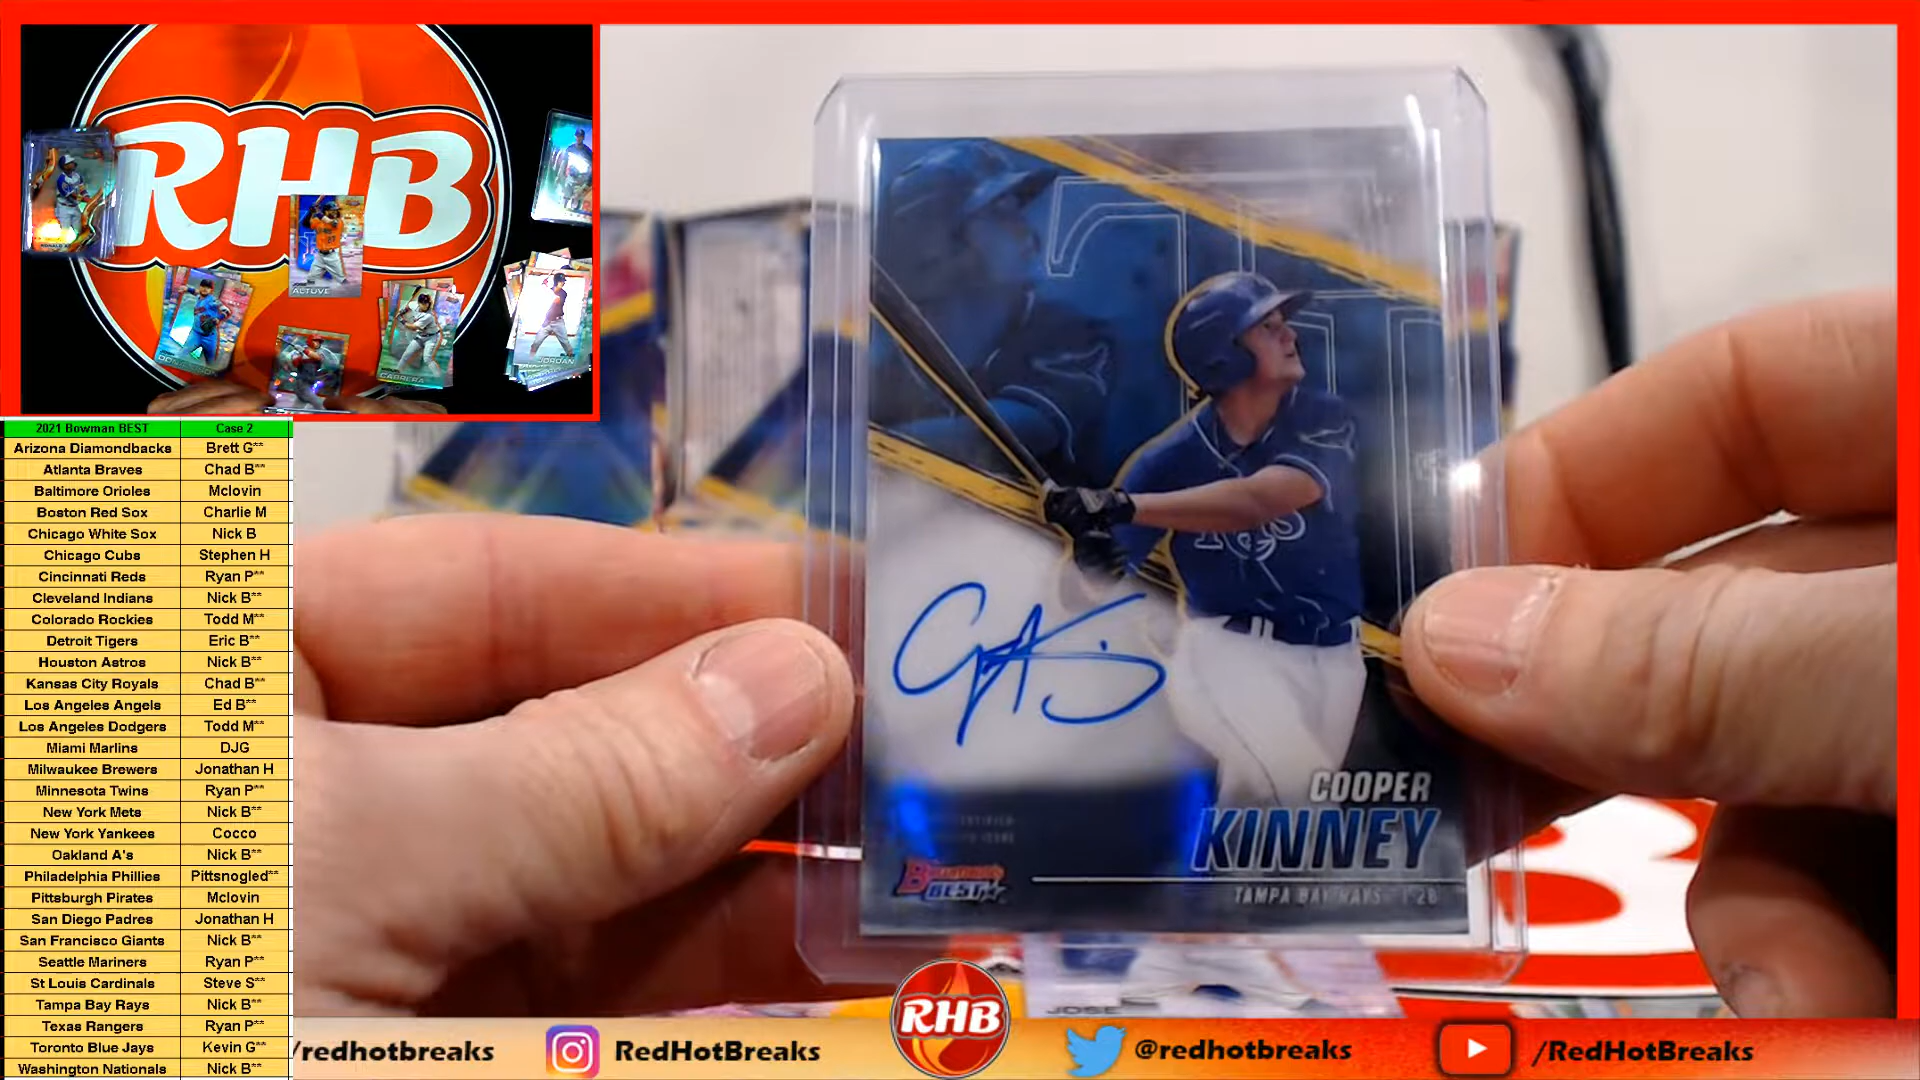 RHB
ALTUVE
CABRERA
JORDAN
2021 Bowman BEST Case 2
Arizona Diamondbacks Brett G**
Atlanta Braves Chad B**
Baltimore Orioles Mclovin
Boston Red Sox Charlie M
Chicago White Sox Nick B
Chicago Cubs Stephen H
Cincinnati Reds Ryan P**
Cleveland Indians Nick B**
Colorado Rockies Todd M**
Detroit Tigers Eric B**
Houston Astros Nick B**
Kansas City Royals Chad B**
Los Angeles Angels Ed B**
Los Angeles Dodgers Todd M**
Miami Marlins DJG
Milwaukee Brewers Jonathan H
Minnesota Twins Ryan P**
New York Mets Nick B**
New York Yankees Cocco
Oakland A's Nick B**
Philadelphia Phillies Pittsnogled**
Pittsburgh Pirates Mclovin
San Diego Padres Jonathan H
San Francisco Giants Nick B**
Seattle Mariners Ryan P**
St Louis Cardinals Steve S**
Tampa Bay Rays Nick B**
Texas Rangers Ryan P**
Toronto Blue Jays Kevin G**
Washington Nationals Nick B**
COOPER
KINNEY
TAMPA BAY RAYS
BOWMAN'S
BEST
JOSE
RHB
/redhotbreaks RedHotBreaks @redhotbreaks /RedHotBreaks